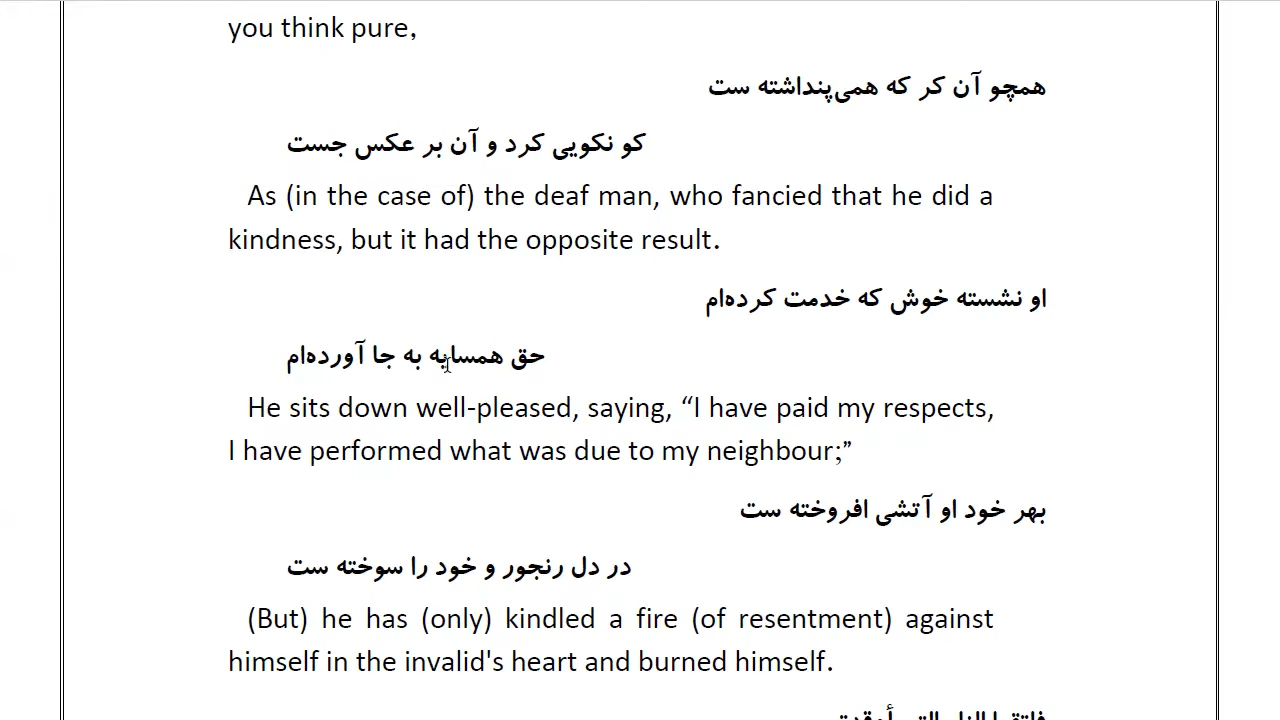 you think pure,
همچو آن کر که همی‌پنداشته ست
کو نکویی کرد و آن بر عکس جست
As (in the case of) the deaf man, who fancied that he did a
kindness, but it had the opposite result.
او نشسته خوش که خدمت کرده‌ام
حق همسایه به جا آورده‌ام
He sits down well-pleased, saying, “I have paid my respects,
I have performed what was due to my neighbour;”
بهر خود او آتشی افروخته ست
در دل رنجور و خود را سوخته ست
(But) he has (only) kindled a fire (of resentment) against
himself in the invalid's heart and burned himself.